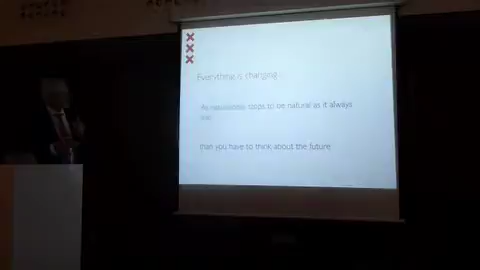 Everything is changing
stops to be natural as it always
than you have to think about the future